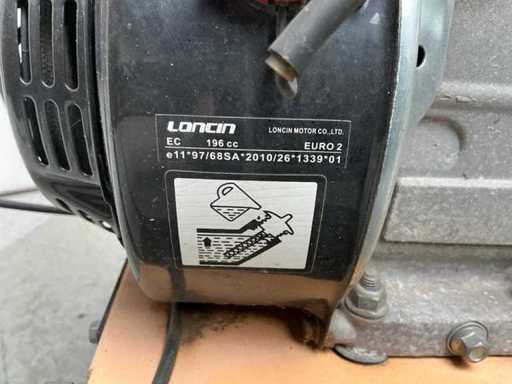 LONCIN LONCIN MOTOR CO.,LTD.
EC 196 cc EURO 2
e11*97/68SA*2010/26*1339*01